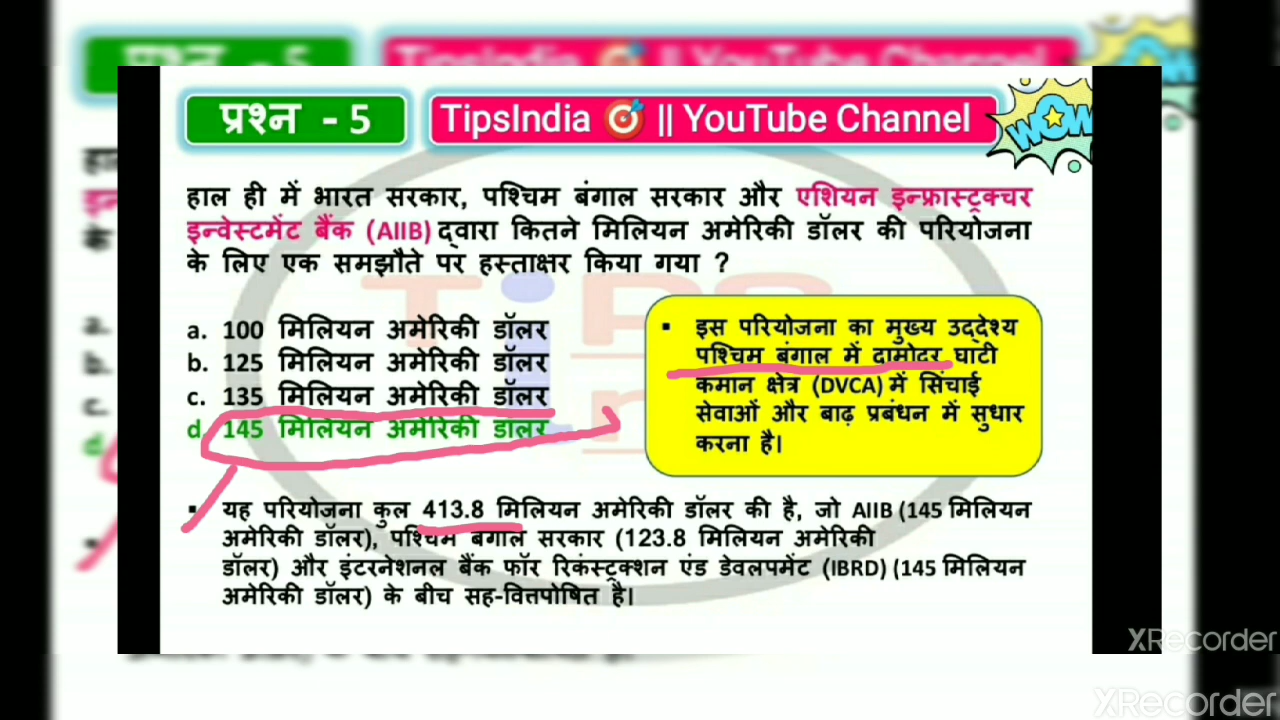 प्रश्न - 5
TipsIndia || YouTube Channel
WOW
हाल ही में भारत सरकार, पश्चिम बंगाल सरकार और एशियन इन्फ्रास्ट्रक्चर
इन्वेस्टमेंट बैंक (AIIB) द्वारा कितने मिलियन अमेरिकी डॉलर की परियोजना
के लिए एक समझौते पर हस्ताक्षर किया गया ?
a. 100 मिलियन अमेरिकी डॉलर
b. 125 मिलियन अमेरिकी डॉलर
c. 135 मिलियन अमेरिकी डॉलर
d. 145 मिलियन अमेरिकी डॉलर
▪ इस परियोजना का मुख्य उद्देश्य
पश्चिम बंगाल में दामोदर घाटी
कमान क्षेत्र (DVCA) में सिंचाई
सेवाओं और बाढ़ प्रबंधन में सुधार
करना है।
▪ यह परियोजना कुल 413.8 मिलियन अमेरिकी डॉलर की है, जो AIIB (145 मिलियन
अमेरिकी डॉलर), पश्चिम बंगाल सरकार (123.8 मिलियन अमेरिकी
डॉलर) और इंटरनेशनल बैंक फॉर रिकंस्ट्रक्शन एंड डेवलपमेंट (IBRD) (145 मिलियन
अमेरिकी डॉलर) के बीच सह-वित्तपोषित है।
XRecorder
XRecorder